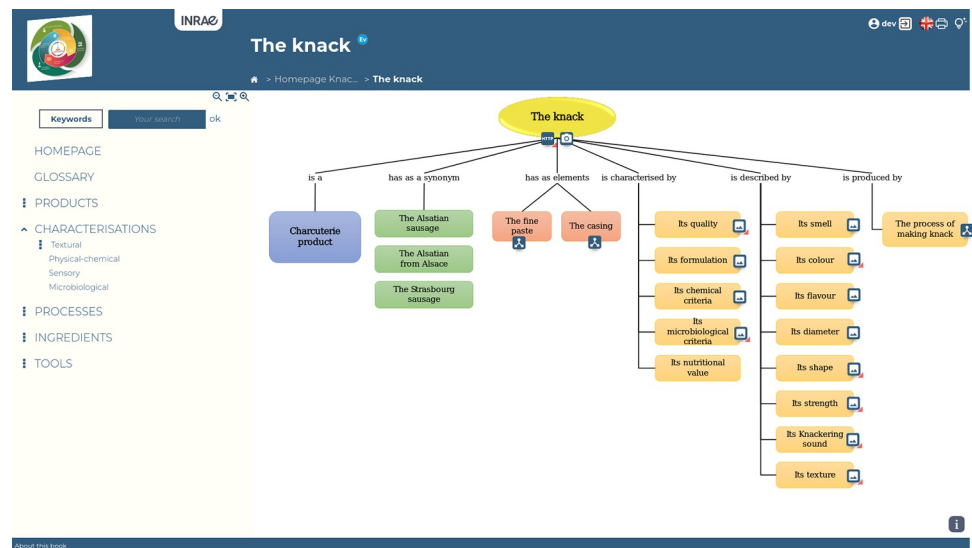 INRAE
The knack Ev
dev
> Homepage Knac... > The knack
Keywords
Your search
ok
HOMEPAGE
GLOSSARY
PRODUCTS
CHARACTERISATIONS
Textural
Physical-chemical
Sensory
Microbiological
PROCESSES
INGREDIENTS
TOOLS
The knack
HTTP
is a
has as a synonym
has as elements
is characterised by
is described by
is produced by
Charcuterie
product
The Alsatian
sausage
The Alsatian
from Alsace
The Strasbourg
sausage
The fine
paste
The casing
Its quality
Its formulation
Its chemical
criteria
Its
microbiological
criteria
Its nutritional
value
Its smell
Its colour
Its flavour
Its diameter
Its shape
Its strength
Its Knackering
sound
Its texture
The process of
making knack
i
About this book